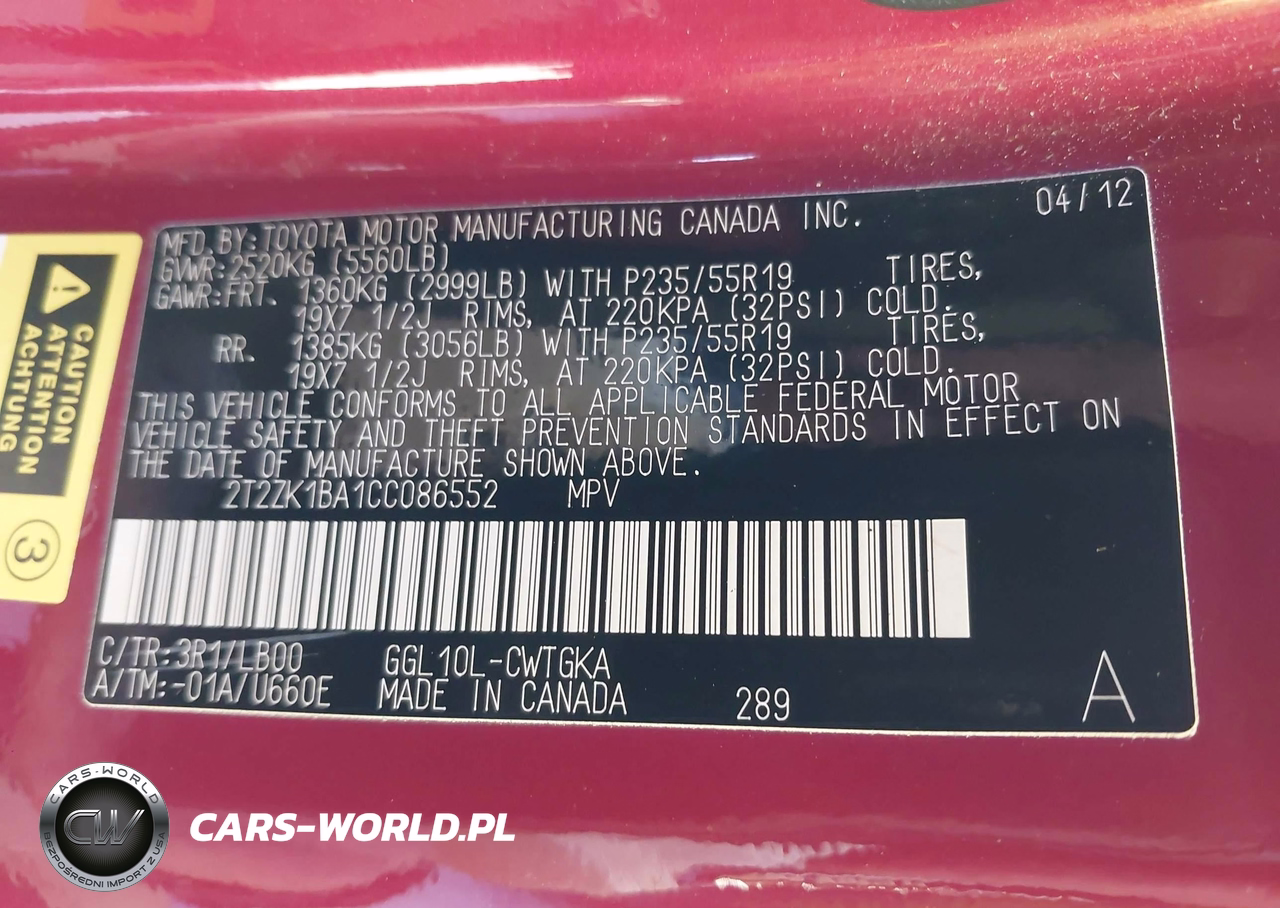 04/12
MFD. BY: TOYOTA MOTOR MANUFACTURING CANADA INC.
GVWR: 2520KG (5560LB)
GAWR: FRT. 1360KG (2999LB) WITH P235/55R19 TIRES,
19X7 1/2J RIMS, AT 220KPA (32PSI) COLD.
RR. 1385KG (3056LB) WITH P235/55R19 TIRES,
19X7 1/2J RIMS, AT 220KPA (32PSI) COLD.
THIS VEHICLE CONFORMS TO ALL APPLICABLE FEDERAL MOTOR
VEHICLE SAFETY AND THEFT PREVENTION STANDARDS IN EFFECT ON
THE DATE OF MANUFACTURE SHOWN ABOVE.
2T2ZK1BA1CC086552 MPV
C/TR: 3R1/LB00 GGL10L-CWTGKA
A/TM: -01A/U660E MADE IN CANADA 289 A
CAUTION
ATTENTION
ACHTUNG
3
CARS-WORLD
CW
BEZPOŚREDNI IMPORT Z USA
CARS-WORLD.PL